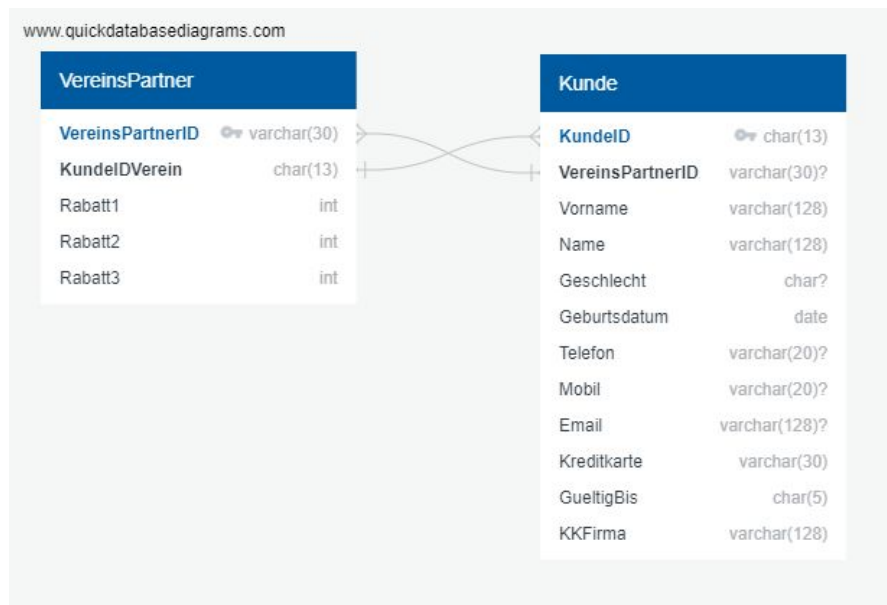 www.quickdatabasediagrams.com
VereinsPartner
VereinsPartnerID varchar(30)
KundeIDVerein char(13)
Rabatt1 int
Rabatt2 int
Rabatt3 int
Kunde
KundeID char(13)
VereinsPartnerID varchar(30)?
Vorname varchar(128)
Name varchar(128)
Geschlecht char?
Geburtsdatum date
Telefon varchar(20)?
Mobil varchar(20)?
Email varchar(128)?
Kreditkarte varchar(30)
GueltigBis char(5)
KKFirma varchar(128)